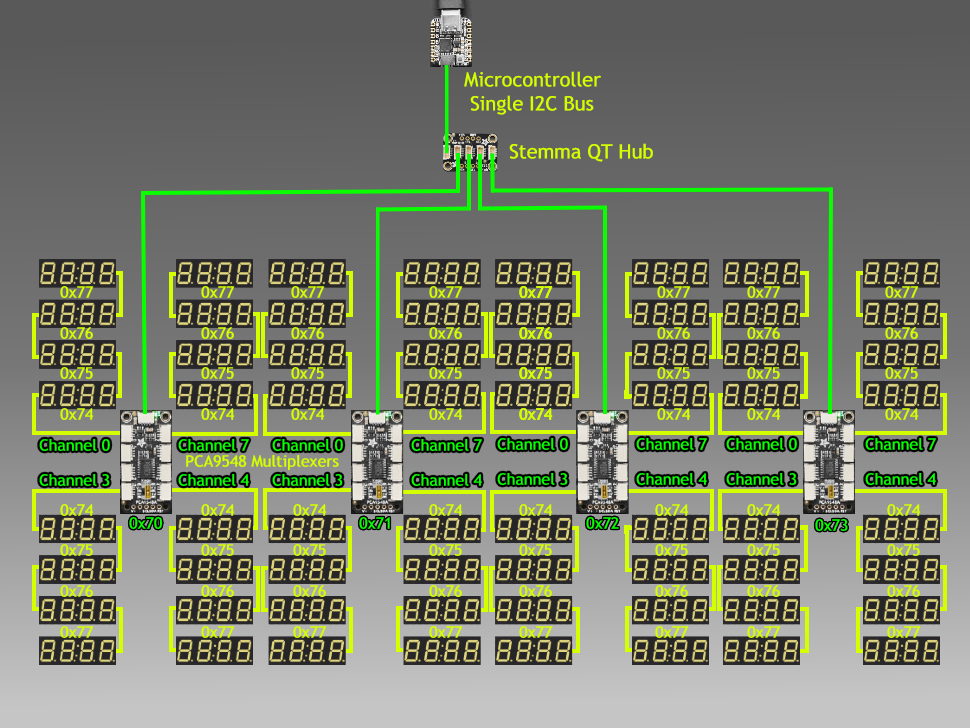 Microcontroller
Single I2C Bus
Stemma QT Hub
0x77 0x77 0x77 0x77 0x77 0x77 0x77 0x77
0x76 0x76 0x76 0x76 0x76 0x76 0x76 0x76
0x75 0x75 0x75 0x75 0x75 0x75 0x75 0x75
0x74 0x74 0x74 0x74 0x74 0x74 0x74 0x74
Channel 0 Channel 7 Channel 0 Channel 7 Channel 0 Channel 7 Channel 0 Channel 7
PCA9548 Multiplexers
Channel 3 Channel 4 Channel 3 Channel 4 Channel 3 Channel 4 Channel 3 Channel 4
0x70 0x71 0x72 0x73
0x74 0x74 0x74 0x74 0x74 0x74 0x74 0x74
0x75 0x75 0x75 0x75 0x75 0x75 0x75 0x75
0x76 0x76 0x76 0x76 0x76 0x76 0x76 0x76
0x77 0x77 0x77 0x77 0x77 0x77 0x77 0x77